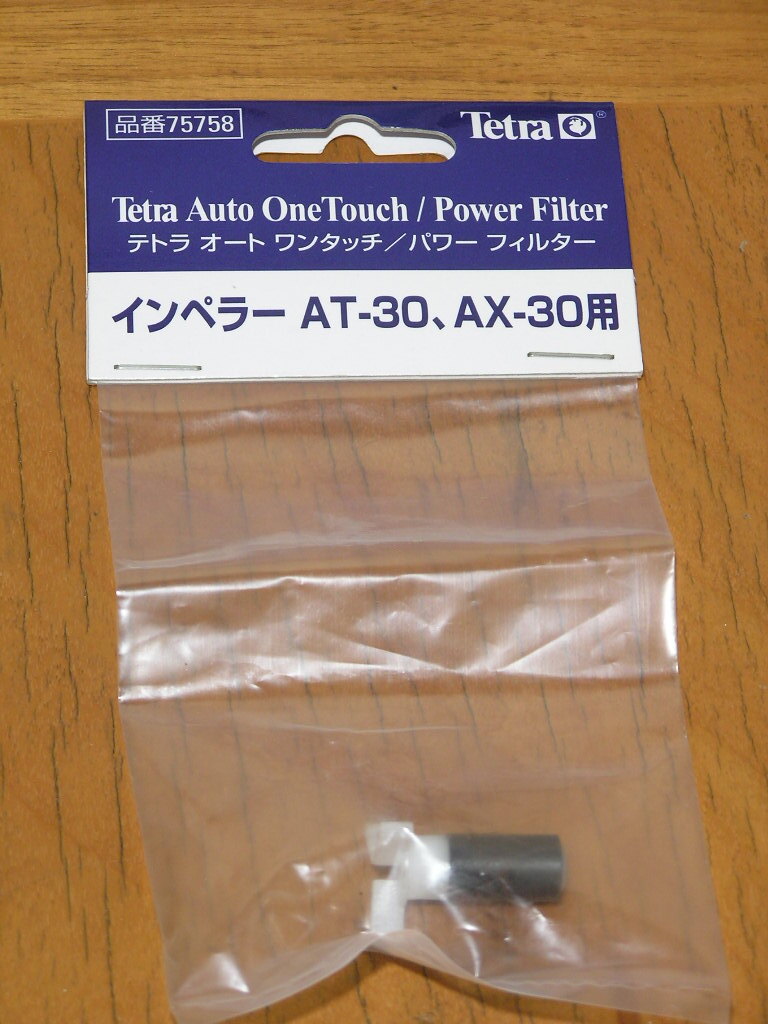 品番75758
Tetra ®
Tetra Auto OneTouch / Power Filter
テトラ オート ワンタッチ／パワー フィルター
インペラー AT-30、AX-30用